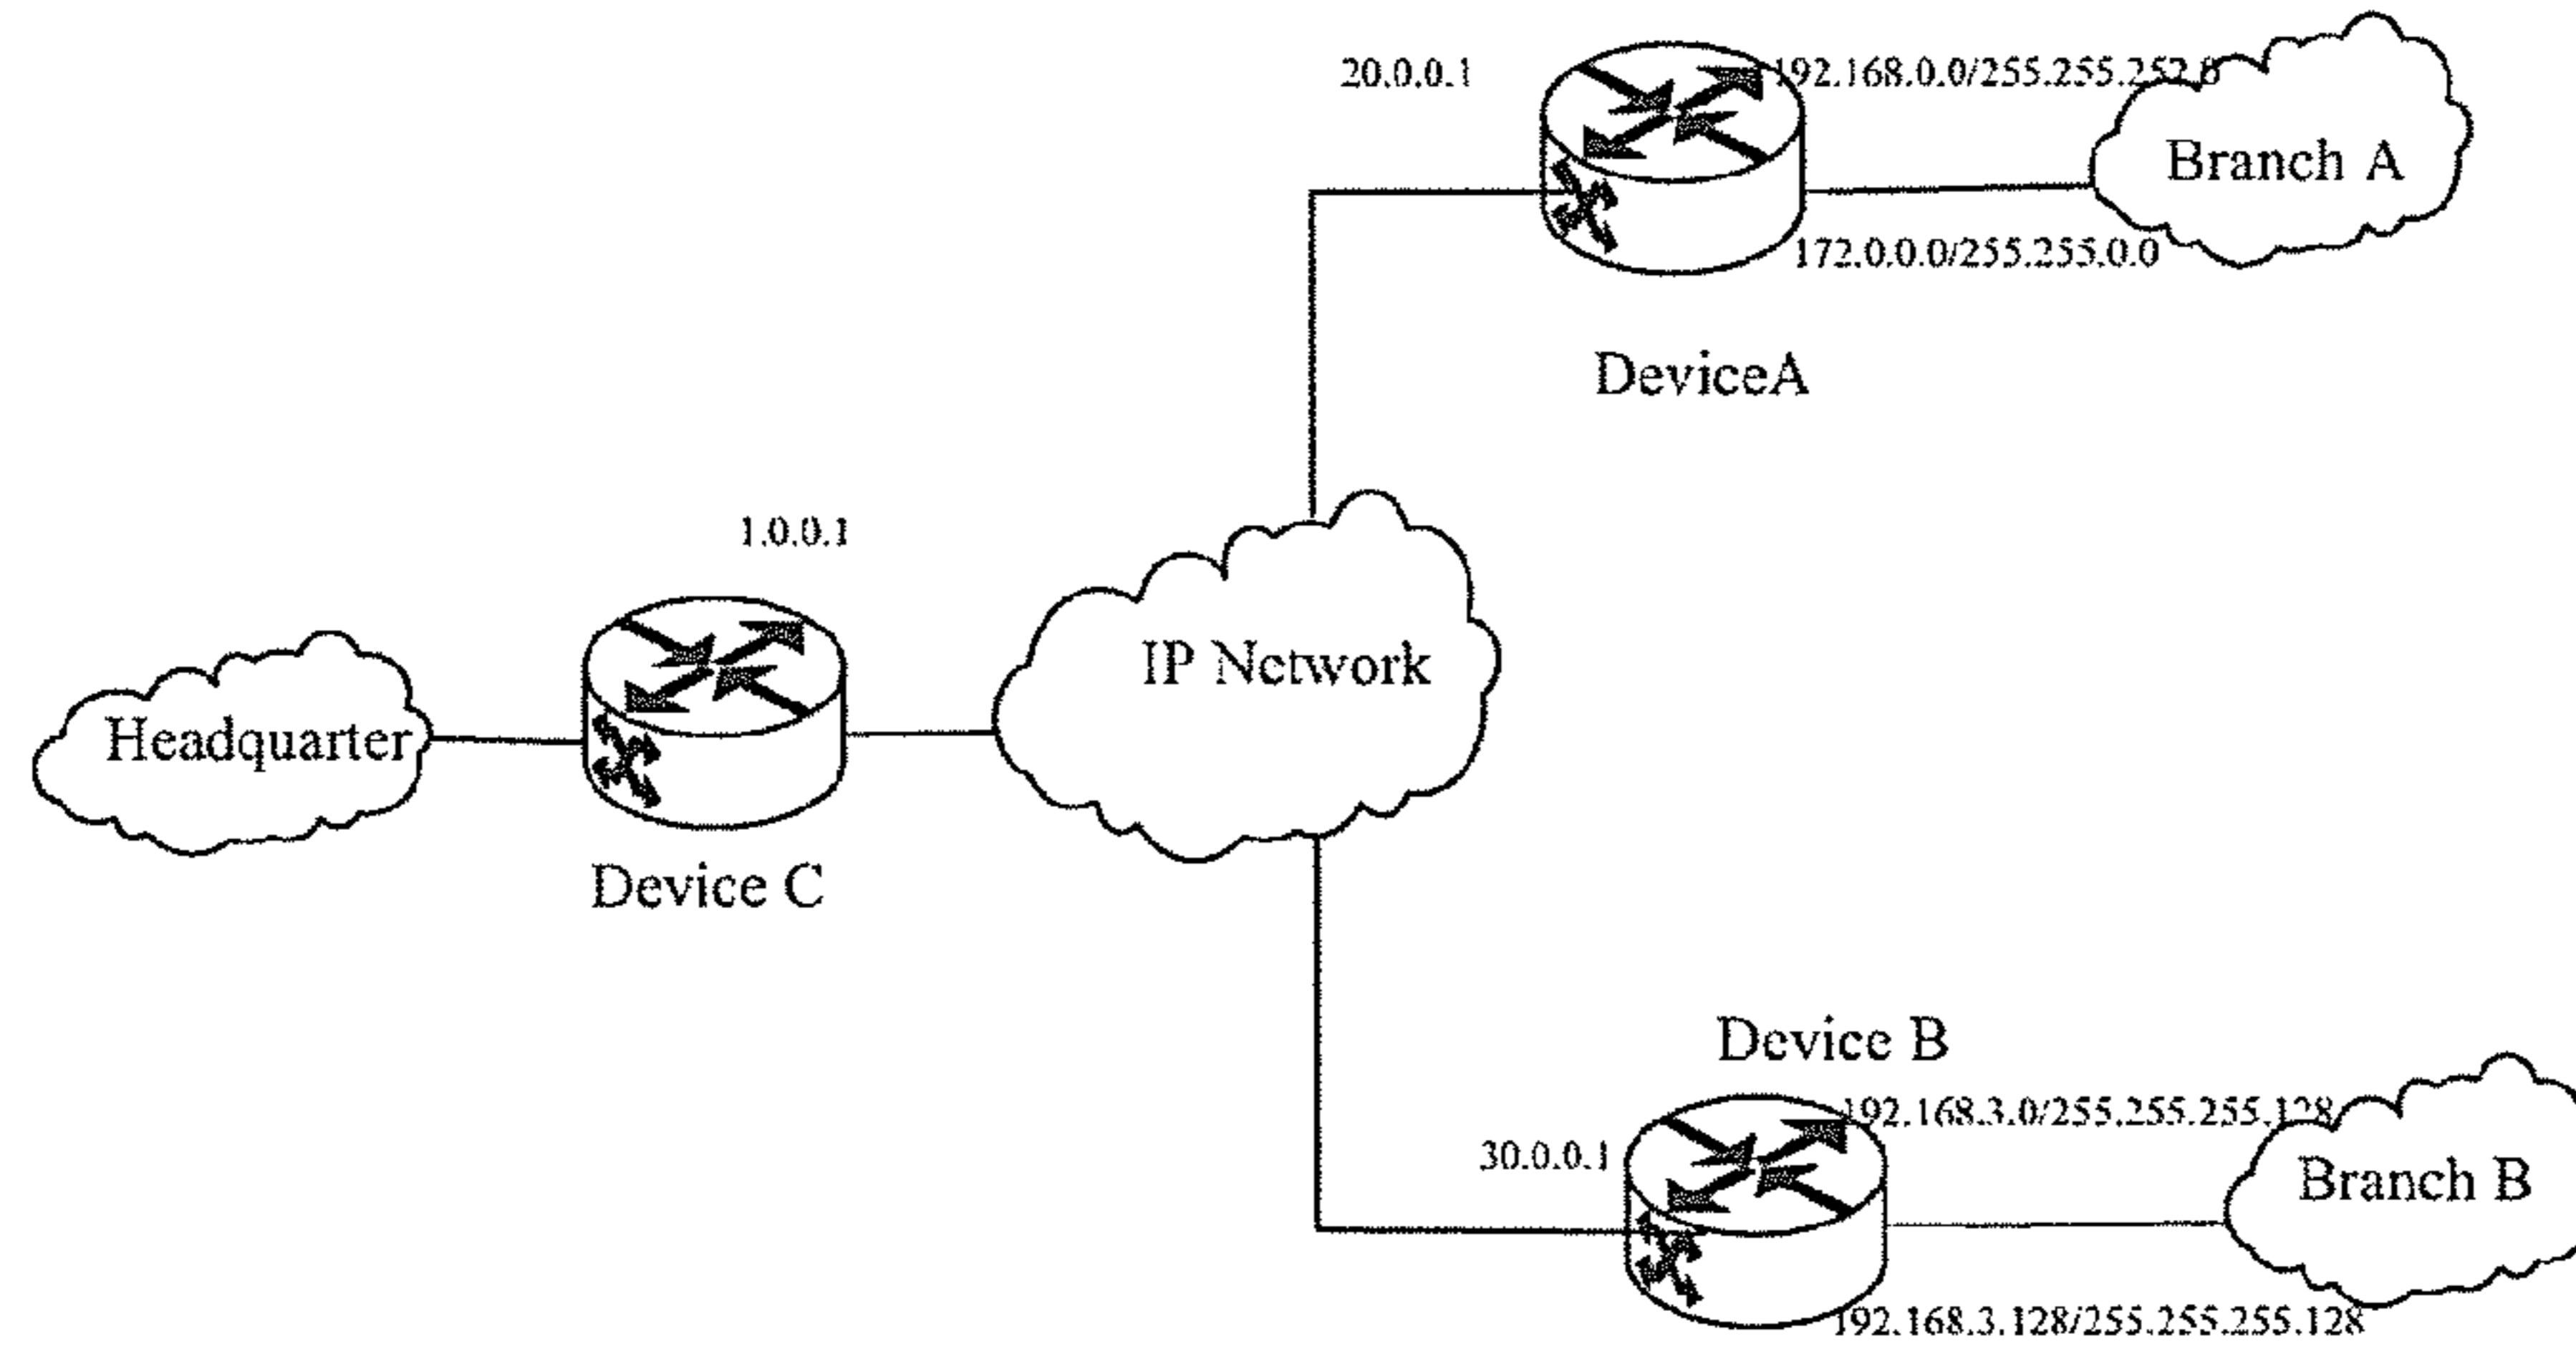 20.0.0.1
192.168.0.0/255.255.252.0
Branch A
172.0.0.0/255.255.0.0
DeviceA
1.0.0.1
IP Network
Headquarter
Device C
Device B
192.168.3.0/255.255.255.128
30.0.0.1
Branch B
192.168.3.128/255.255.255.128